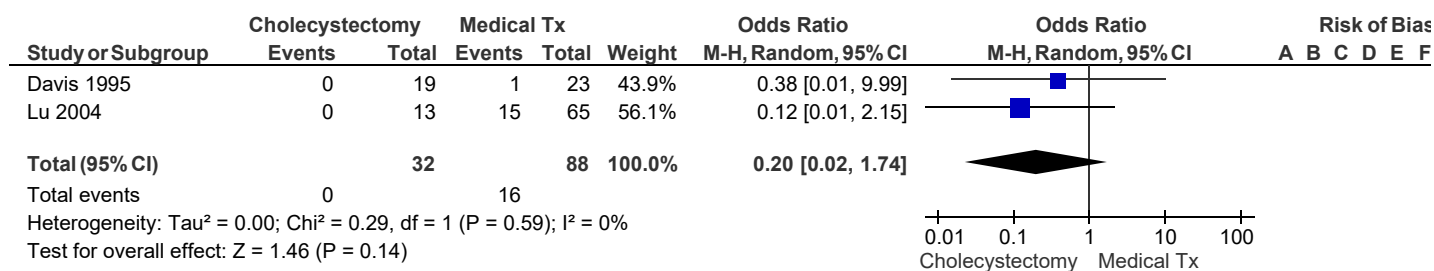 Cholecystectomy Medical Tx Odds Ratio Odds Ratio Risk of Bias
Study or Subgroup Events Total Events Total Weight M-H, Random, 95% CI M-H, Random, 95% CI A B C D E F
Davis 1995 0 19 1 23 43.9% 0.38 [0.01, 9.99]
Lu 2004 0 13 15 65 56.1% 0.12 [0.01, 2.15]
Total (95% CI) 32 88 100.0% 0.20 [0.02, 1.74]
Total events 0 16
Heterogeneity: Tau² = 0.00; Chi² = 0.29, df = 1 (P = 0.59); I² = 0%
Test for overall effect: Z = 1.46 (P = 0.14)
0.01 0.1 1 10 100
Cholecystectomy Medical Tx